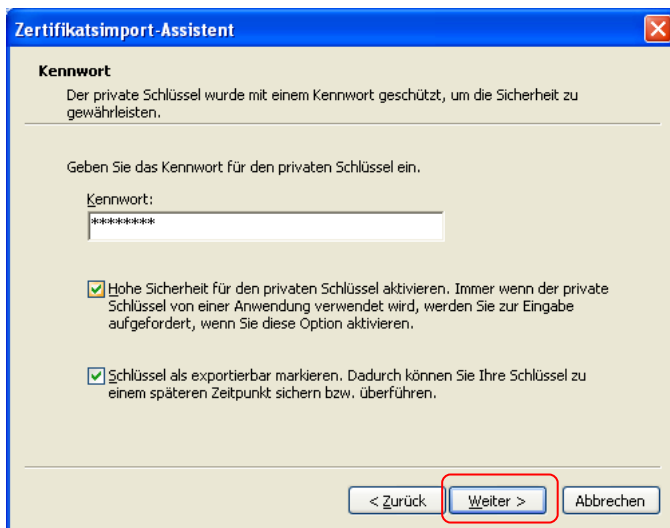 Zertifikatsimport-Assistent
Kennwort
Der private Schlüssel wurde mit einem Kennwort geschützt, um die Sicherheit zu
gewährleisten.
Geben Sie das Kennwort für den privaten Schlüssel ein.
Kennwort:
********
Hohe Sicherheit für den privaten Schlüssel aktivieren. Immer wenn der private
Schlüssel von einer Anwendung verwendet wird, werden Sie zur Eingabe
aufgefordert, wenn Sie diese Option aktivieren.
Schlüssel als exportierbar markieren. Dadurch können Sie Ihre Schlüssel zu
einem späteren Zeitpunkt sichern bzw. überführen.
< Zurück Weiter > Abbrechen